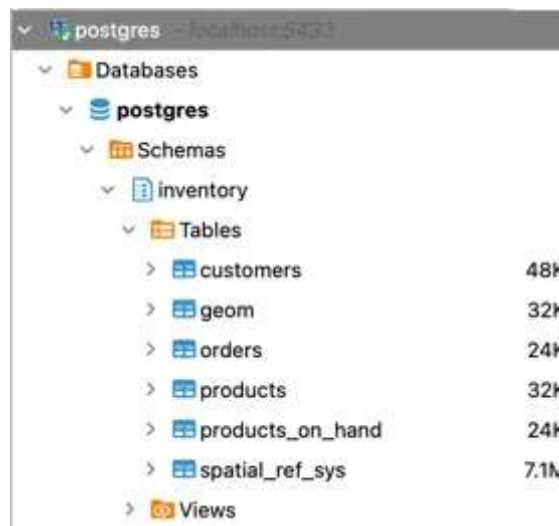 postgres - localhost:5433
Databases
postgres
Schemas
inventory
Tables
customers 48K
geom 32K
orders 24K
products 32K
products_on_hand 24K
spatial_ref_sys 7.1M
Views